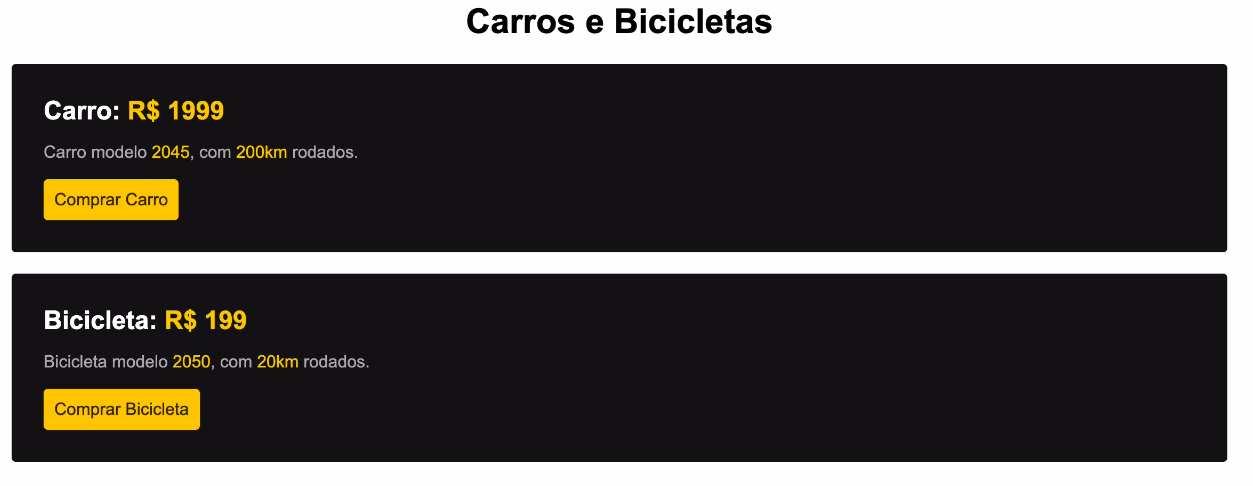 Carros e Bicicletas
Carro: R$ 1999
Carro modelo 2045, com 200km rodados.
Comprar Carro
Bicicleta: R$ 199
Bicicleta modelo 2050, com 20km rodados.
Comprar Bicicleta